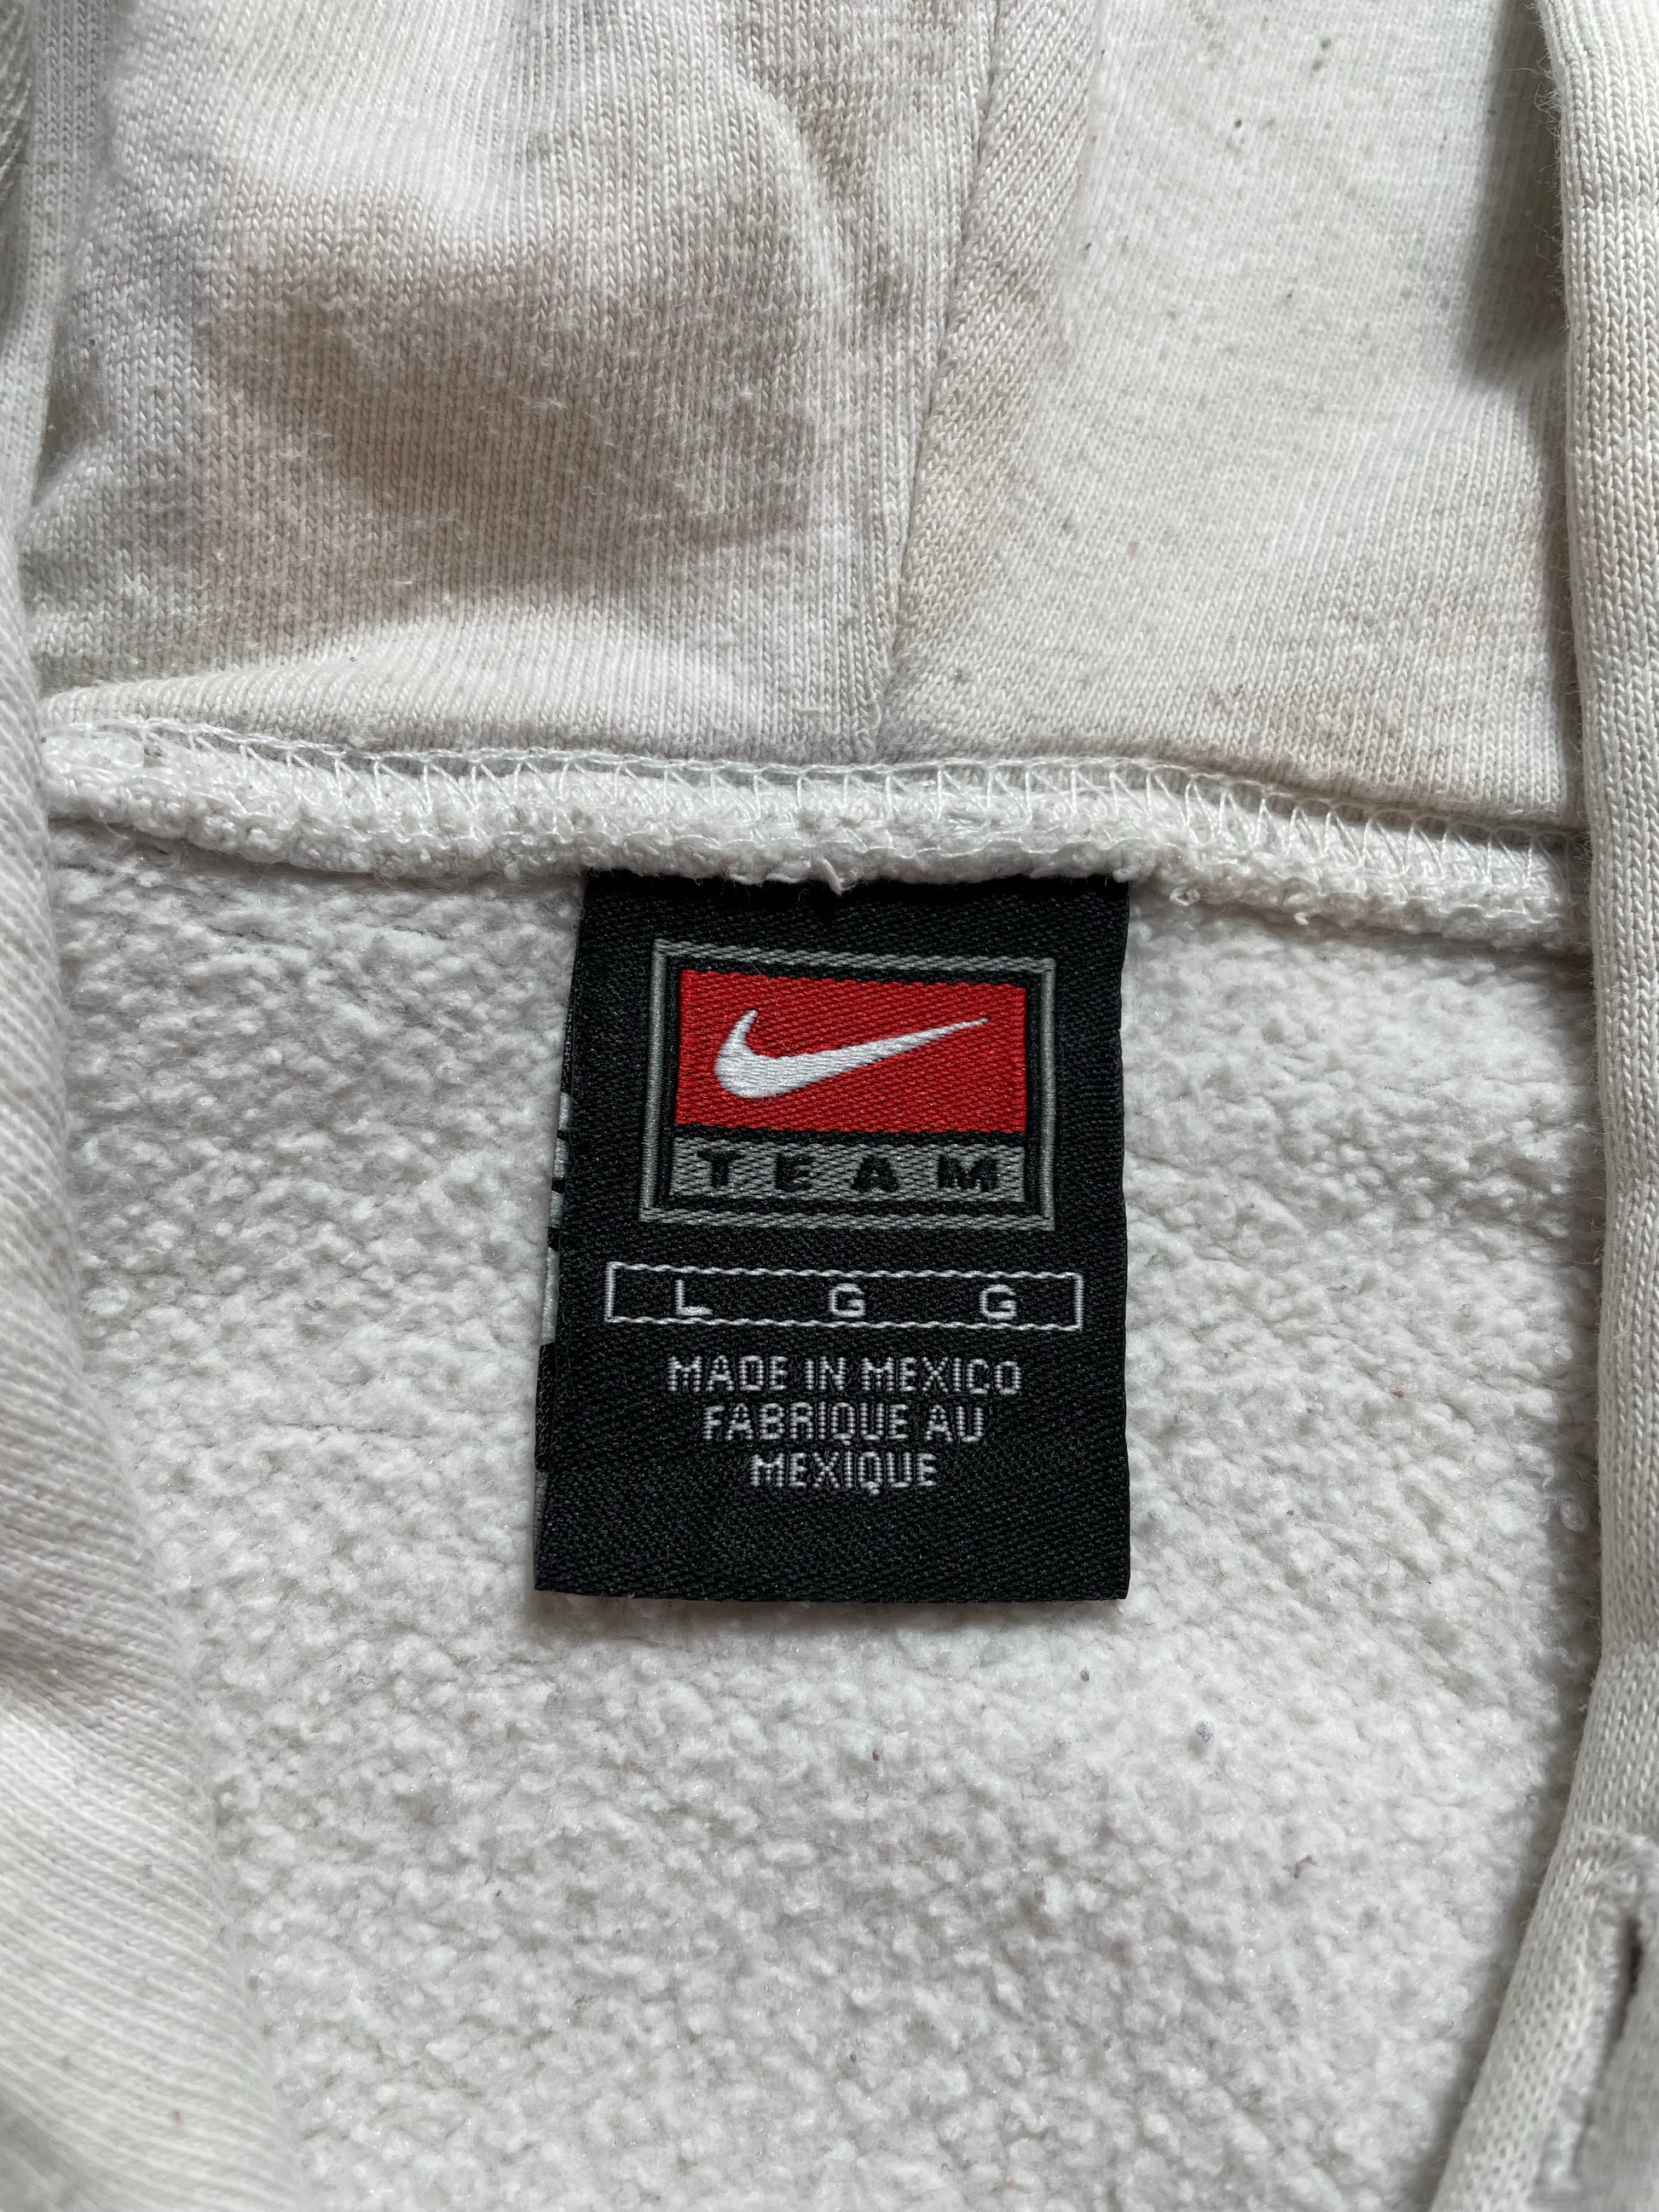 TEAM
L G G
MADE IN MEXICO
FABRIQUE AU
MEXIQUE